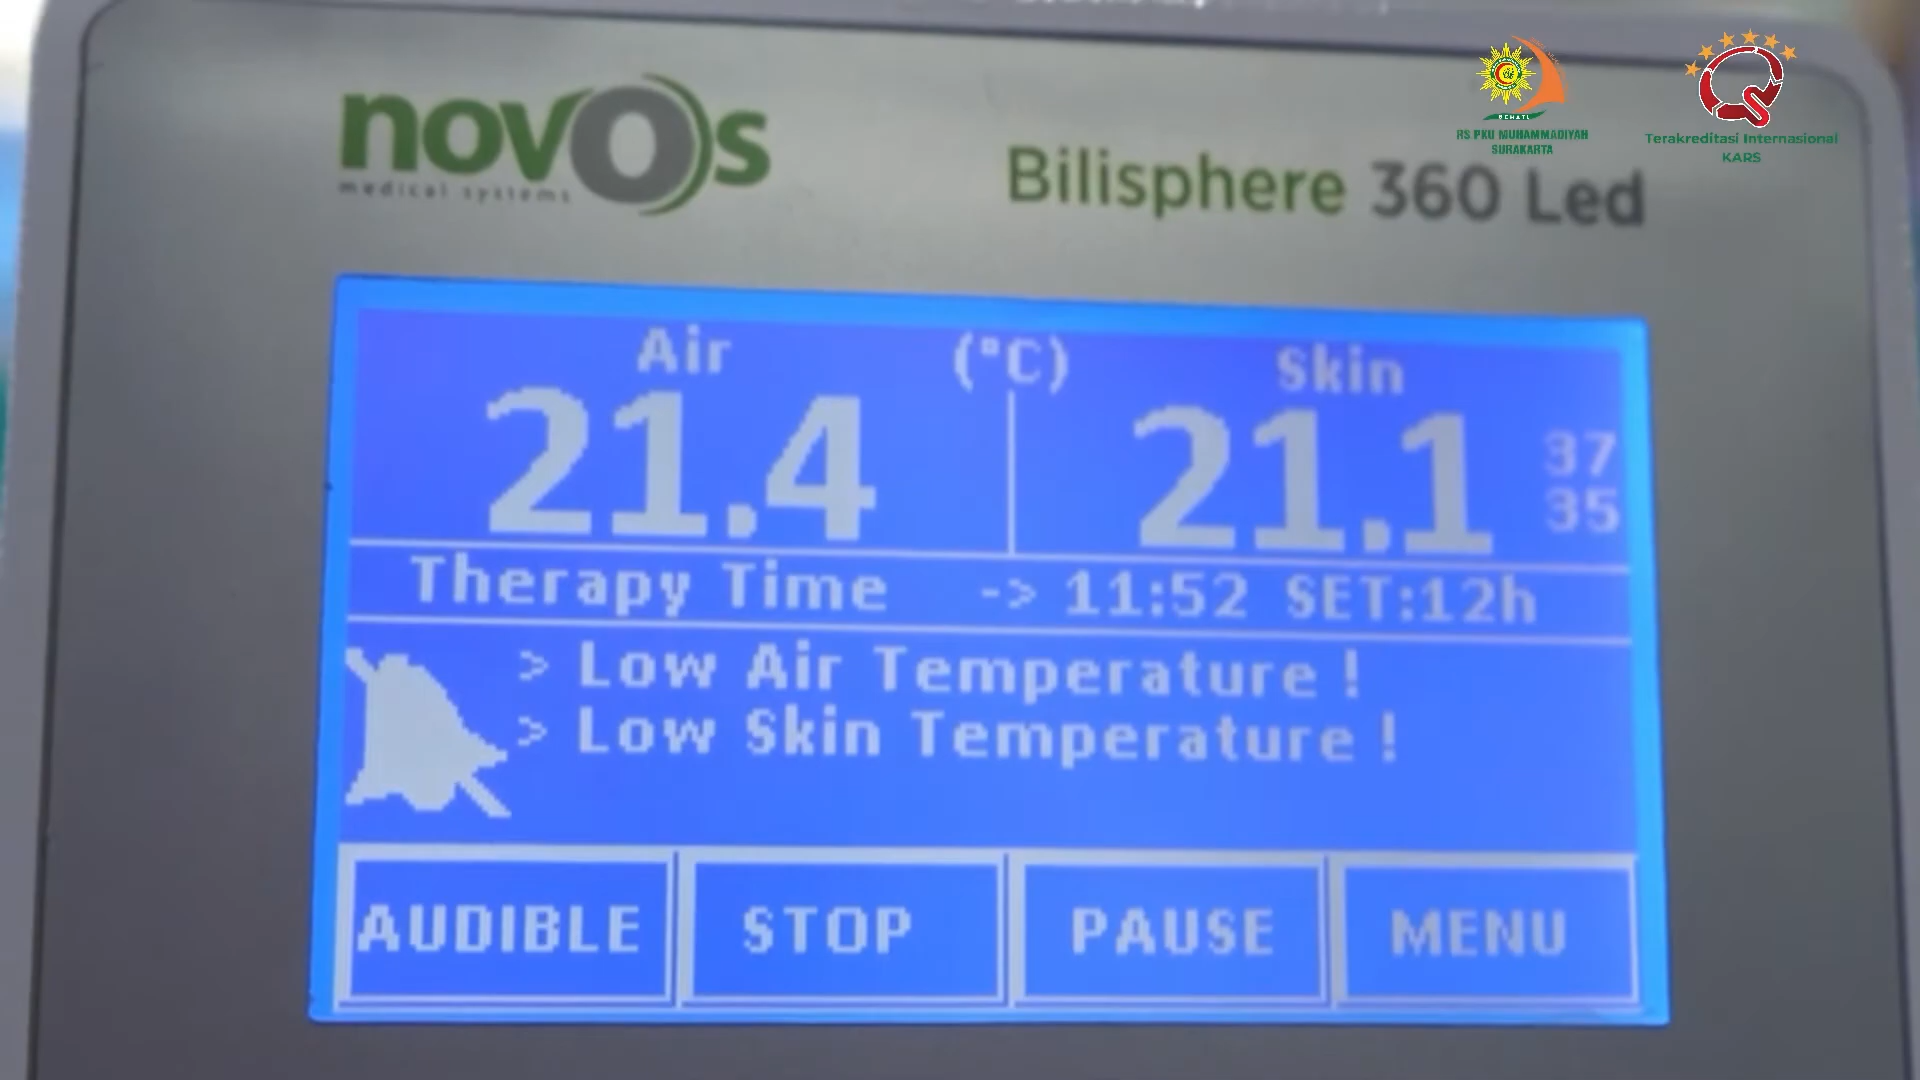 novos
medical systems
Bilisphere 360 Led
SEHATI
RS PKU MUHAMMADIYAH
SURAKARTA
Terakreditasi Internasional
KARS
Air (°C) Skin
21.4 21.1
37
35
Therapy Time -> 11:52 SET:12h
> Low Air Temperature !
> Low Skin Temperature !
AUDIBLE STOP PAUSE MENU